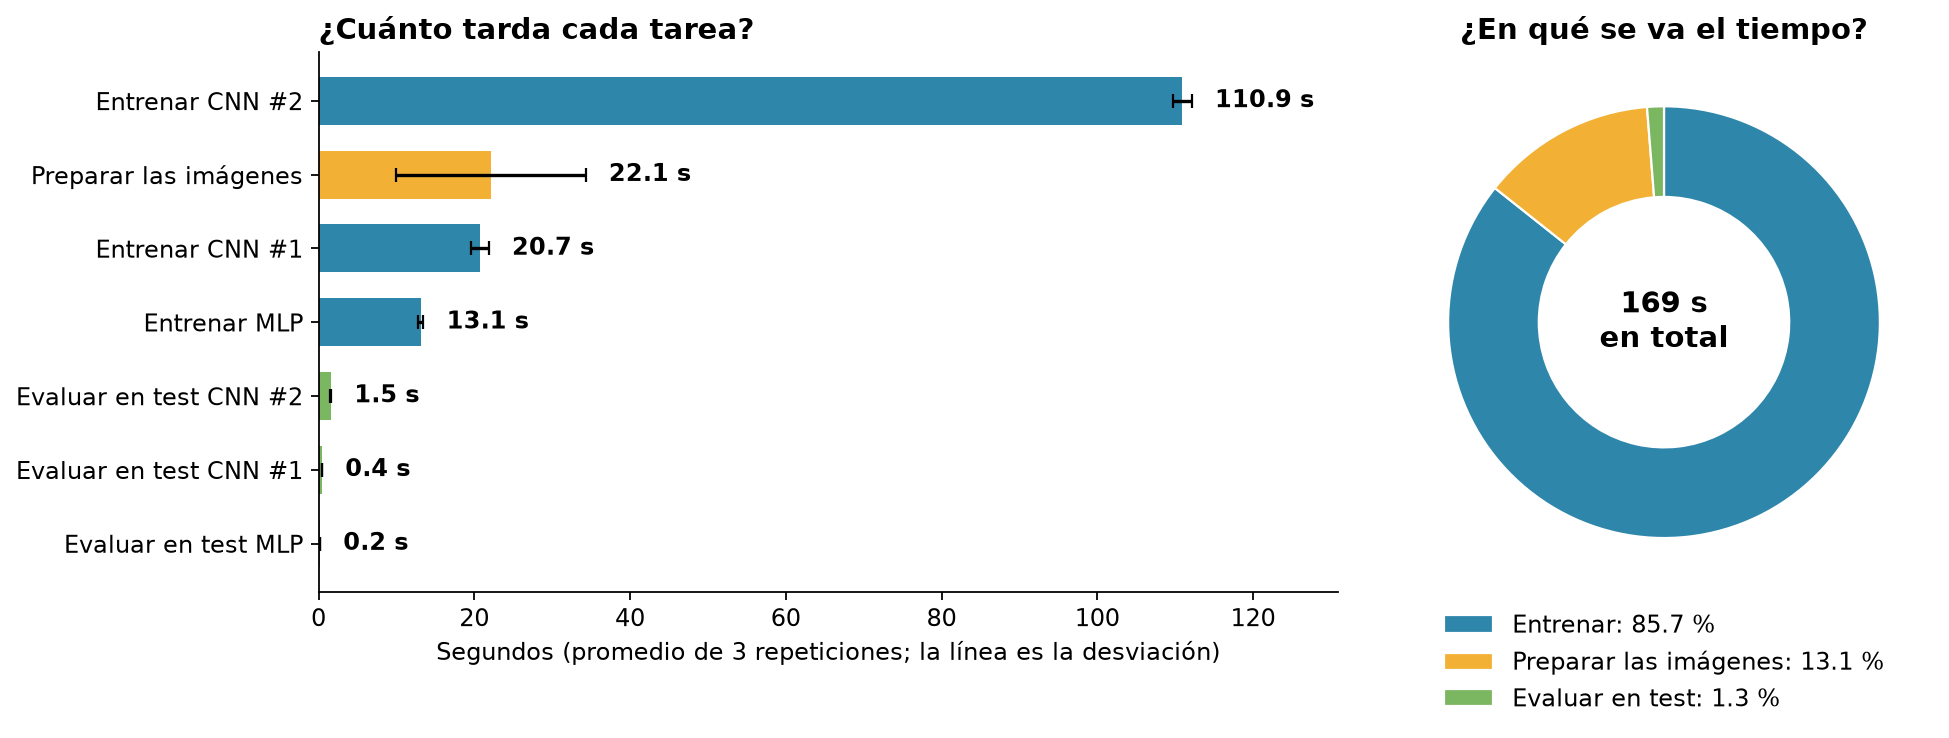 ¿Cuánto tarda cada tarea?
Entrenar CNN #2
110.9 s
Preparar las imágenes
22.1 s
Entrenar CNN #1
20.7 s
Entrenar MLP
13.1 s
Evaluar en test CNN #2
1.5 s
Evaluar en test CNN #1
0.4 s
Evaluar en test MLP
0.2 s
0 20 40 60 80 100 120
Segundos (promedio de 3 repeticiones; la línea es la desviación)
¿En qué se va el tiempo?
169 s
en total
Entrenar: 85.7 %
Preparar las imágenes: 13.1 %
Evaluar en test: 1.3 %